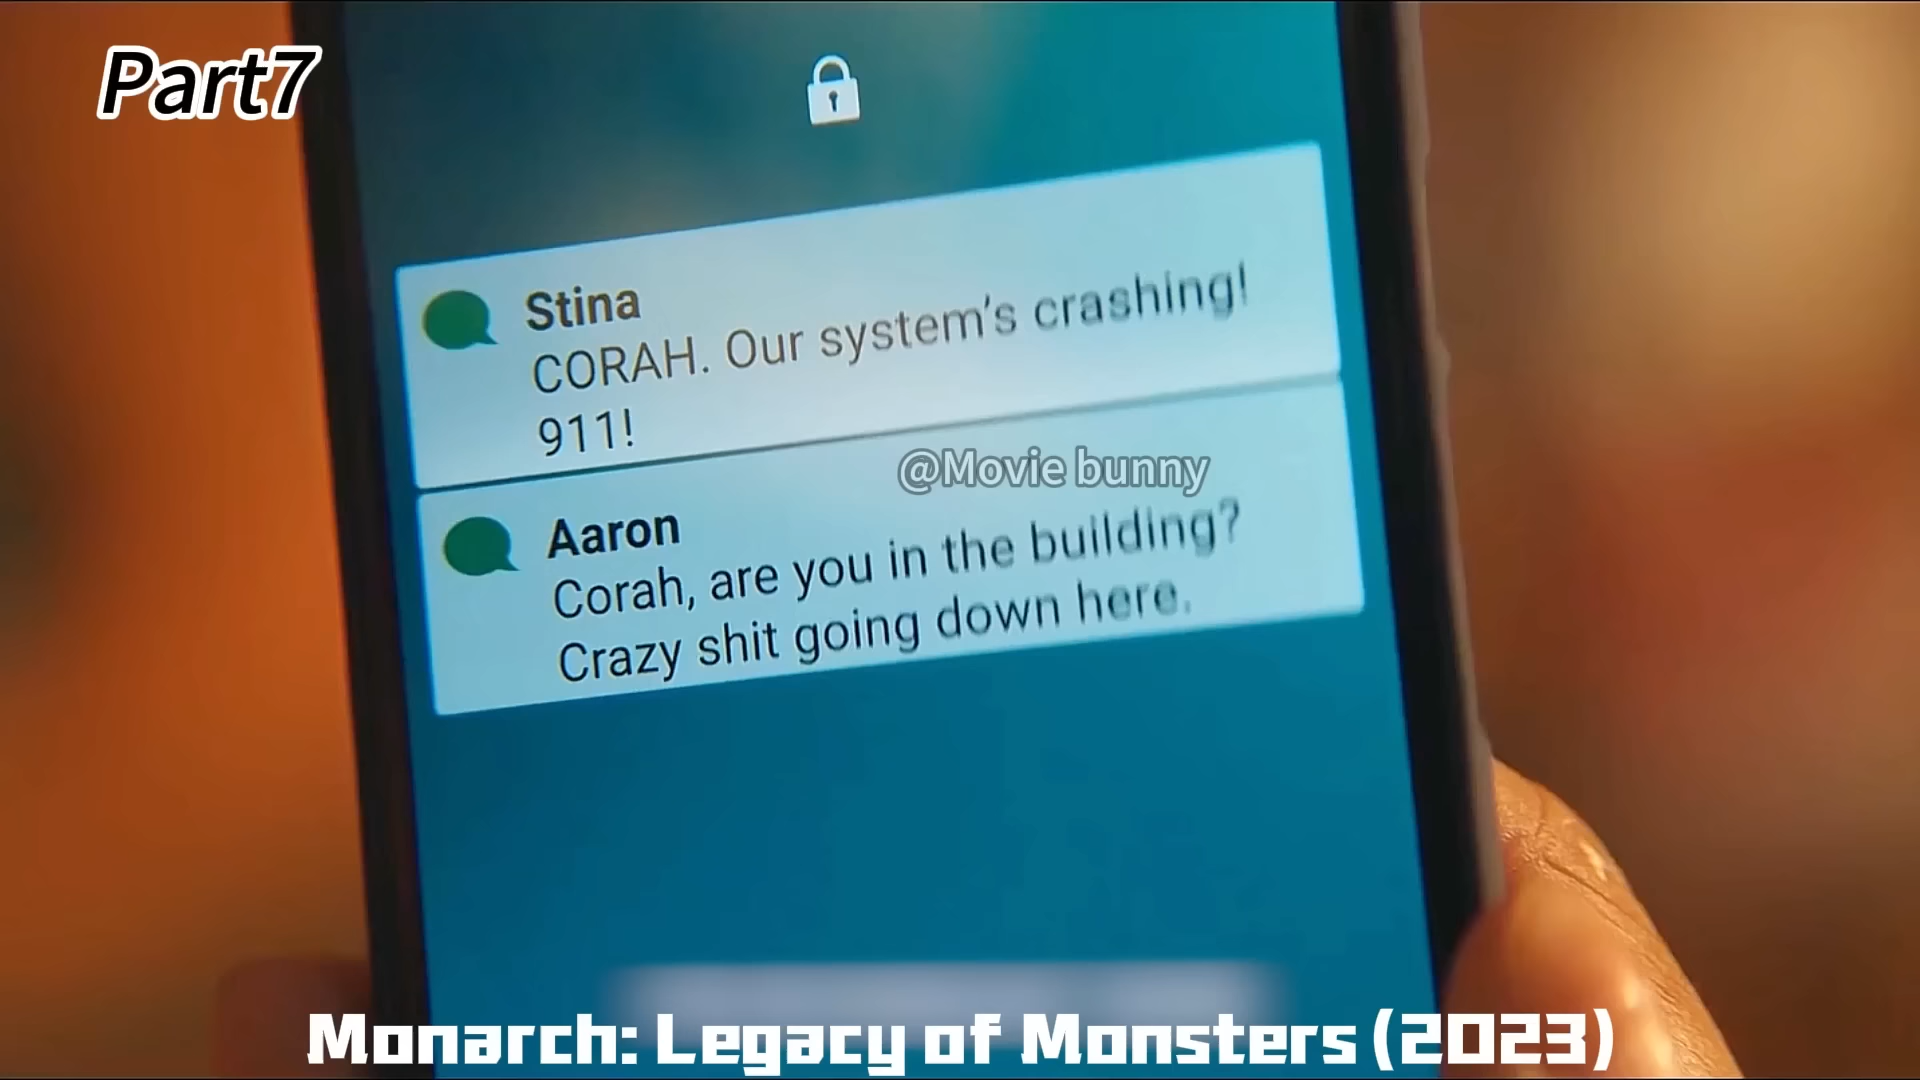 Part7
Stina
CORAH. Our system's crashing!
911!
@Movie bunny
Aaron
Corah, are you in the building?
Crazy shit going down here.
Monarch: Legacy of Monsters (2023)